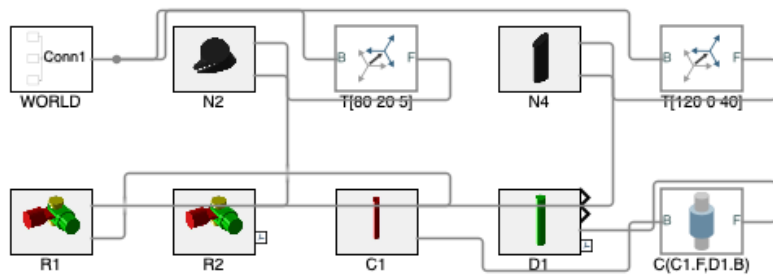 Conn1
B F
B F
WORLD
N2
T[80 20 5]
N4
T[120 0 40]
B F
R1
R2
C1
D1
C(C1.F,D1.B)